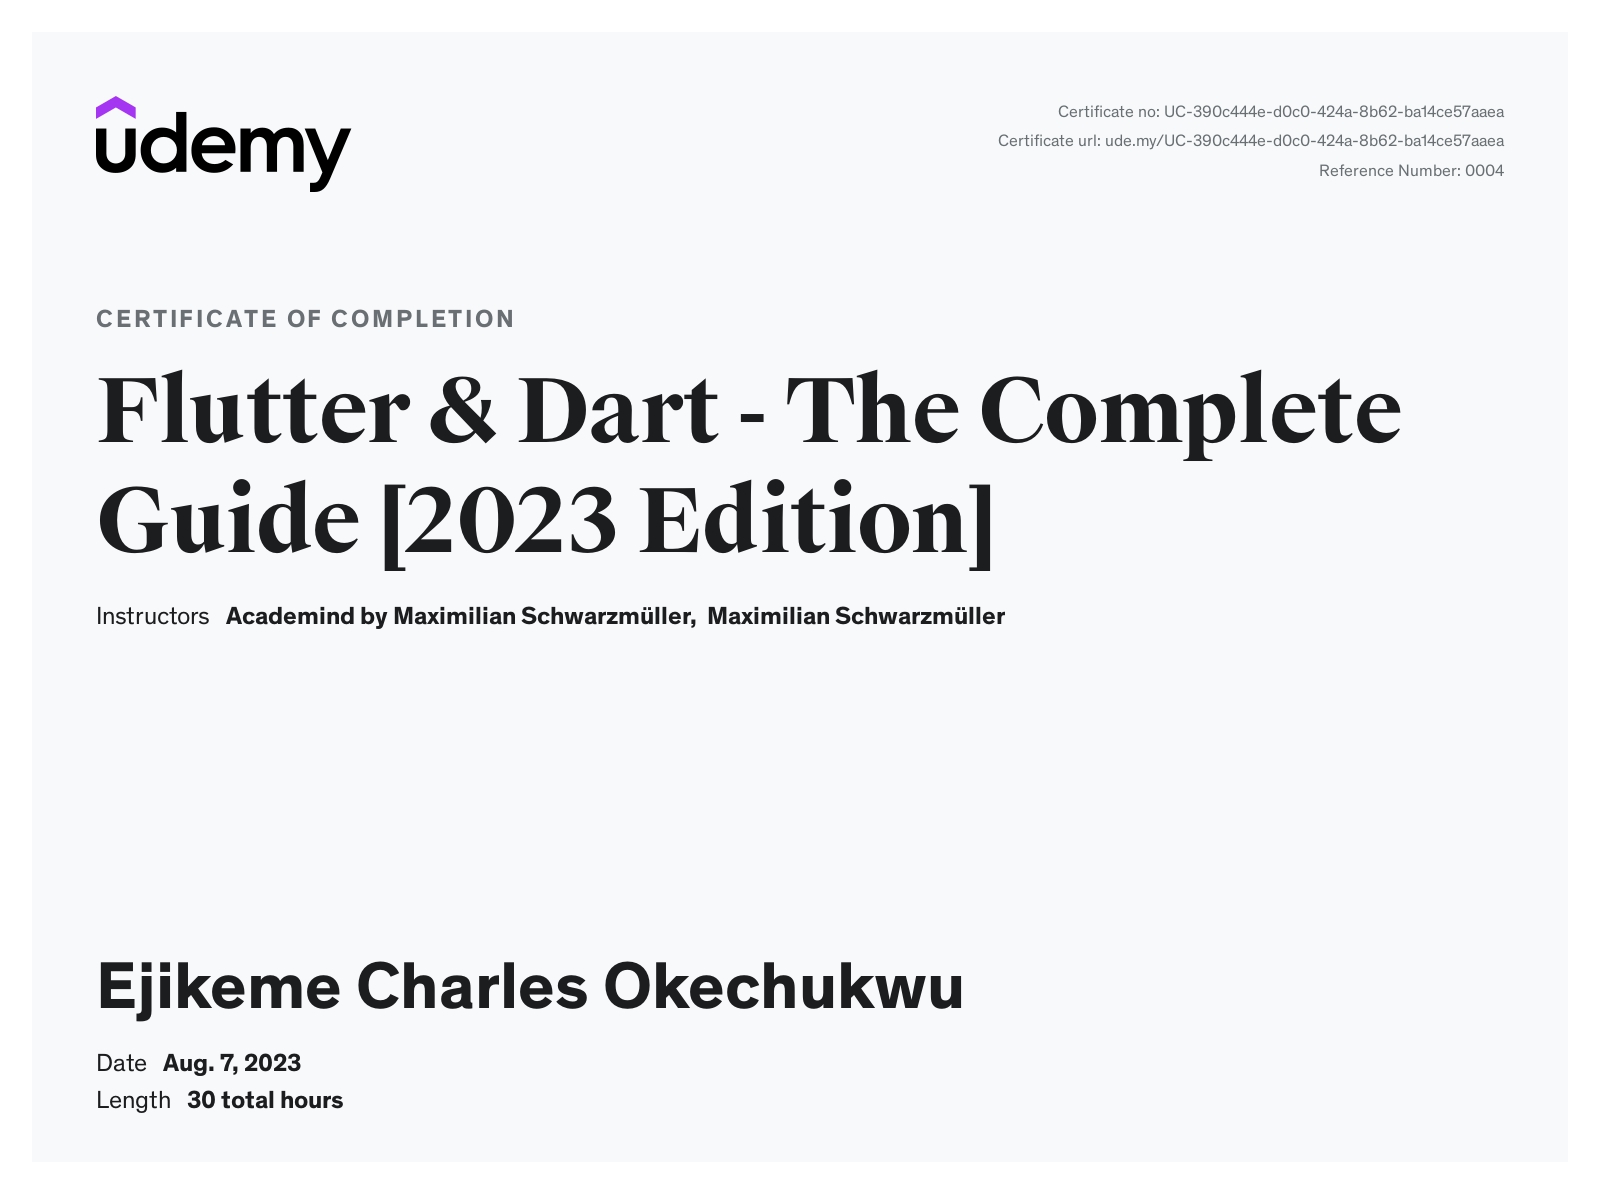 udemy
Certificate no: UC-390c444e-d0c0-424a-8b62-ba14ce57aaea
Certificate url: ude.my/UC-390c444e-d0c0-424a-8b62-ba14ce57aaea
Reference Number: 0004
CERTIFICATE OF COMPLETION
Flutter & Dart - The Complete
Guide [2023 Edition]
Instructors Academind by Maximilian Schwarzmüller, Maximilian Schwarzmüller
Ejikeme Charles Okechukwu
Date Aug. 7, 2023
Length 30 total hours